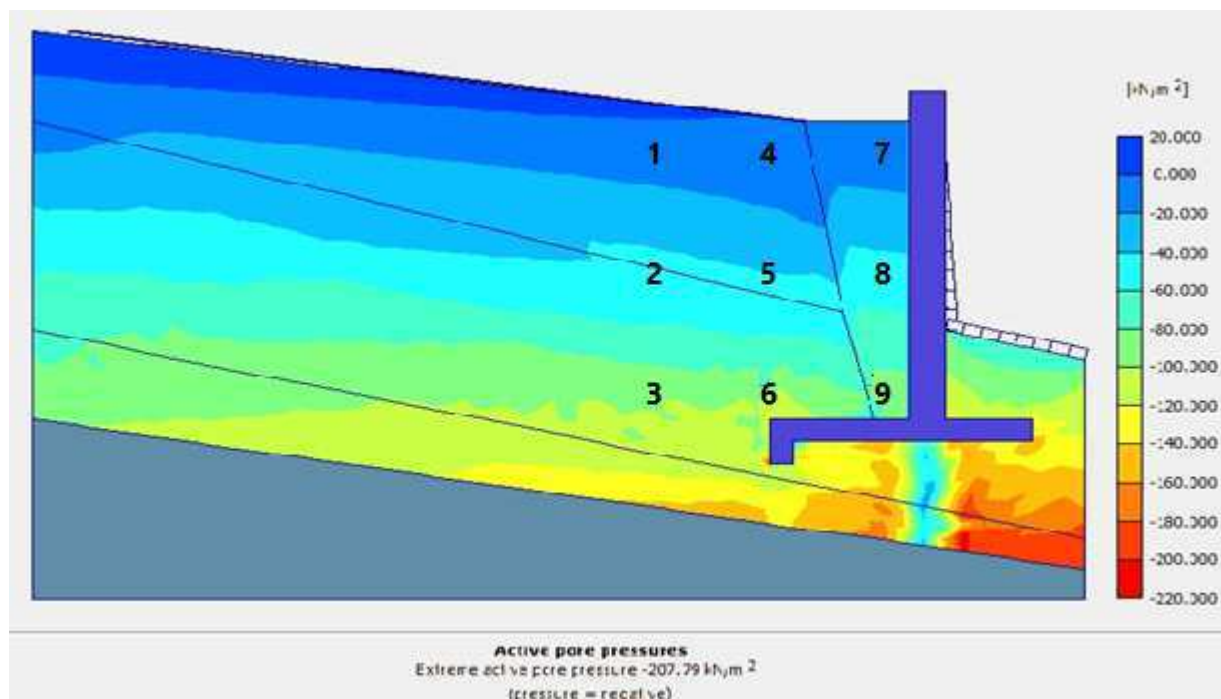 [kN/m 2]
1 4 7
20.000
0.000
-20.000
-40.000
2 5 8
-60.000
-80.000
-100.000
3 6 9
-120.000
-140.000
-160.000
-180.000
-200.000
-220.000
Active pore pressures
Extreme active pore pressure -207.79 kN/m 2
(pressure = negative)